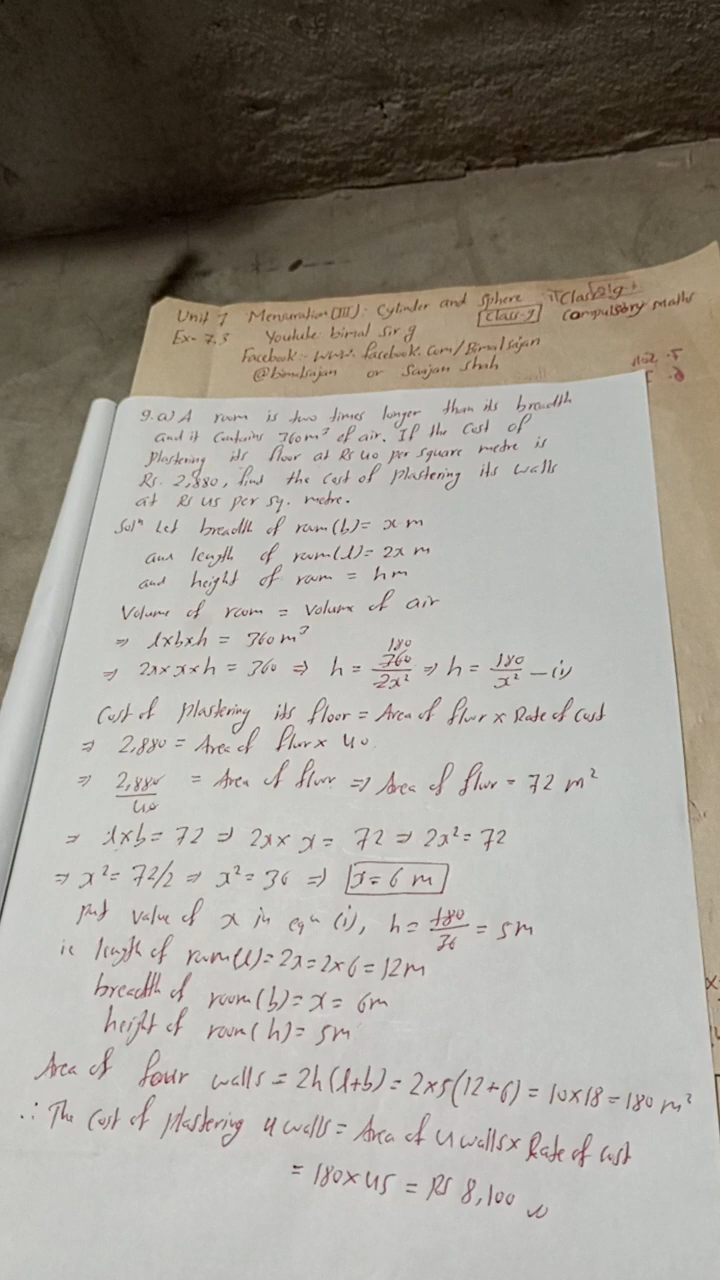 Unit 7 Mensuration (III): Cylinder and Sphere
Class-9 Compulsory Maths
Ex- 7.3 Youtube bimal sir g
Facebook - www.facebook.com/Bimalsajan
@bimalsajan or Sanjan Shah
9.a) A room is two times longer than its breadth
and it contains 360m³ of air. If the cost of
plastering its floor at Rs 40 per square metre is
Rs. 2,880, find the cost of plastering its walls
at Rs 45 per sq. metre.
Solⁿ Let breadth of room (b) = x m
and length of room (l) = 2x m
and height of room = h m
Volume of room = Volume of air
⇒ l×b×h = 360m³
⇒ 2x × x × h = 360 ⇒ h = 180 360/2x² ⇒ h = 180/x² — (i)
Cost of plastering its floor = Area of floor × Rate of cost
⇒ 2,880 = Area of floor × 40
⇒ 2,880/40 = Area of floor ⇒ Area of floor = 72 m²
⇒ l×b = 72 ⇒ 2x × x = 72 ⇒ 2x² = 72
⇒ x² = 72/2 ⇒ x² = 36 ⇒ x = 6 m
put value of x in eqⁿ (i), h = 180/36 = 5m
ie length of room (l) = 2x = 2×6 = 12m
breadth of room (b) = x = 6m
height of room (h) = 5m
Area of four walls = 2h(l+b) = 2×5(12+6) = 10×18 = 180 m²
∴ The cost of plastering 4 walls = Area of 4 walls × Rate of cost
= 180×45 = Rs 8,100